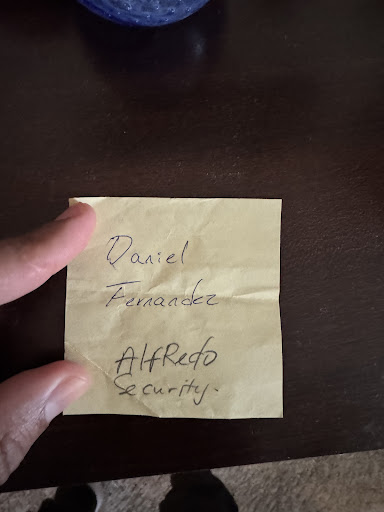 Daniel
Fernandez
AlfRedo
Security.